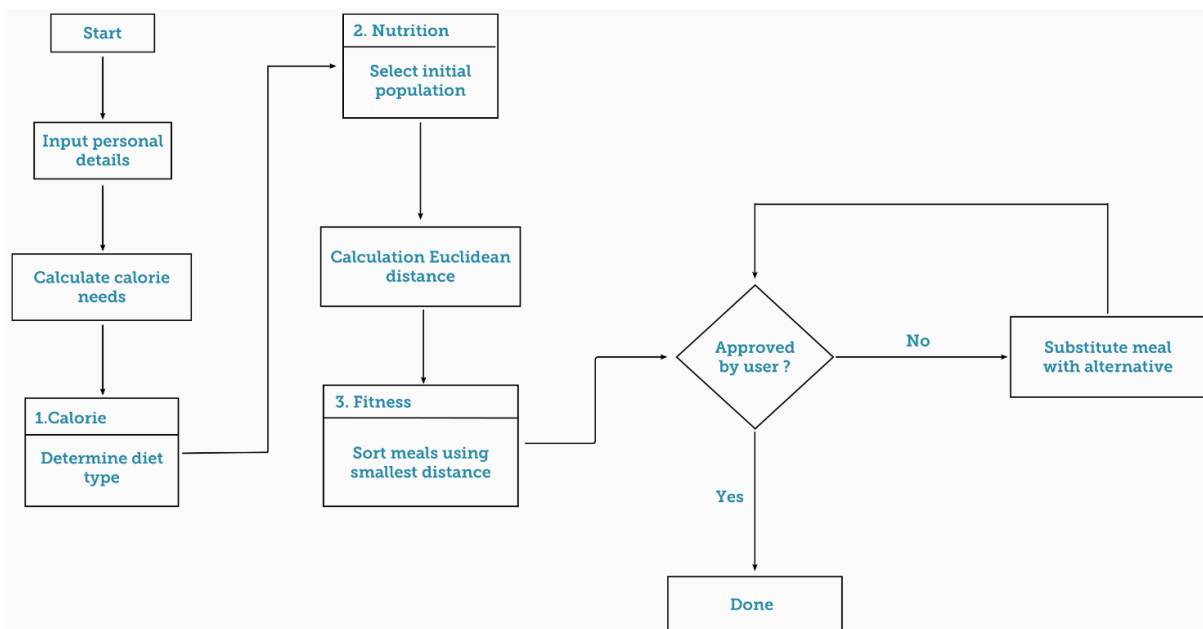 Start
Input personal
details
Calculate calorie
needs
1.Calorie
Determine diet
type
2. Nutrition
Select initial
population
Calculation Euclidean
distance
3. Fitness
Sort meals using
smallest distance
Approved
by user ?
No
Substitute meal
with alternative
Yes
Done